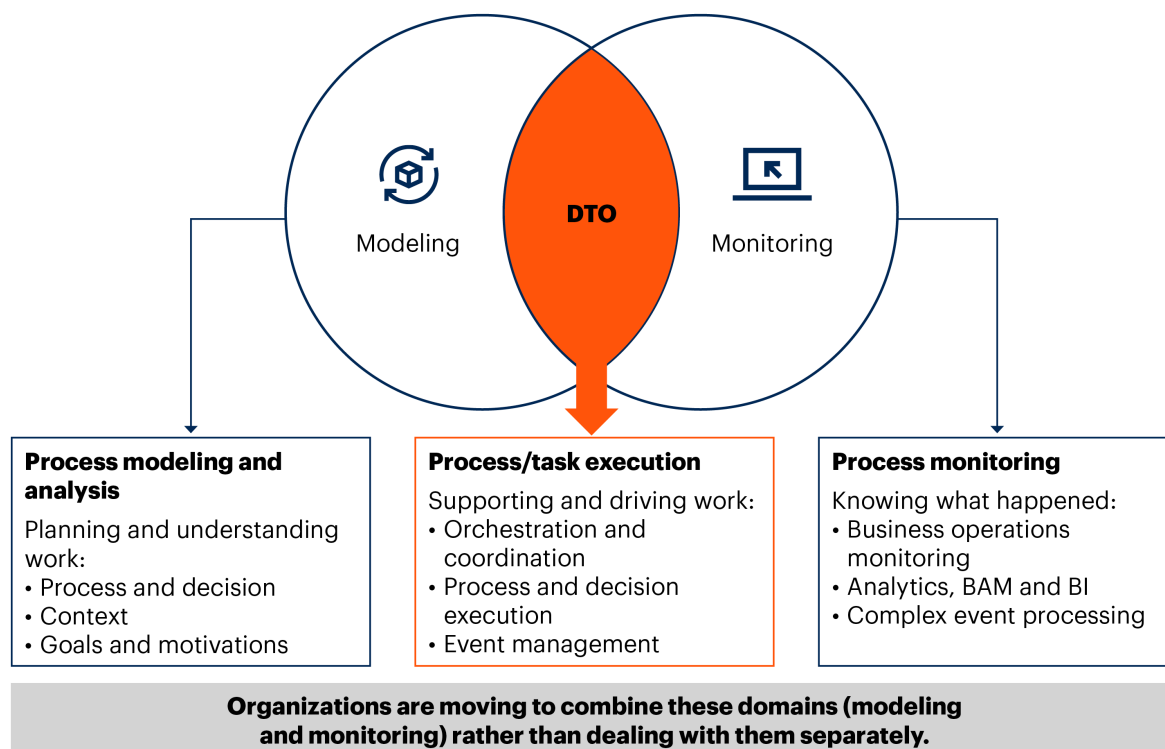 Modeling
DTO
Monitoring
Process modeling and
analysis
Planning and understanding
work:
• Process and decision
• Context
• Goals and motivations
Process/task execution
Supporting and driving work:
• Orchestration and
coordination
• Process and decision
execution
• Event management
Process monitoring
Knowing what happened:
• Business operations
monitoring
• Analytics, BAM and BI
• Complex event processing
Organizations are moving to combine these domains (modeling
and monitoring) rather than dealing with them separately.